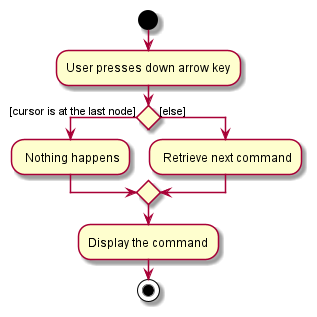 User presses down arrow key
[cursor is at the last node]
[else]
Nothing happens
Retrieve next command
Display the command